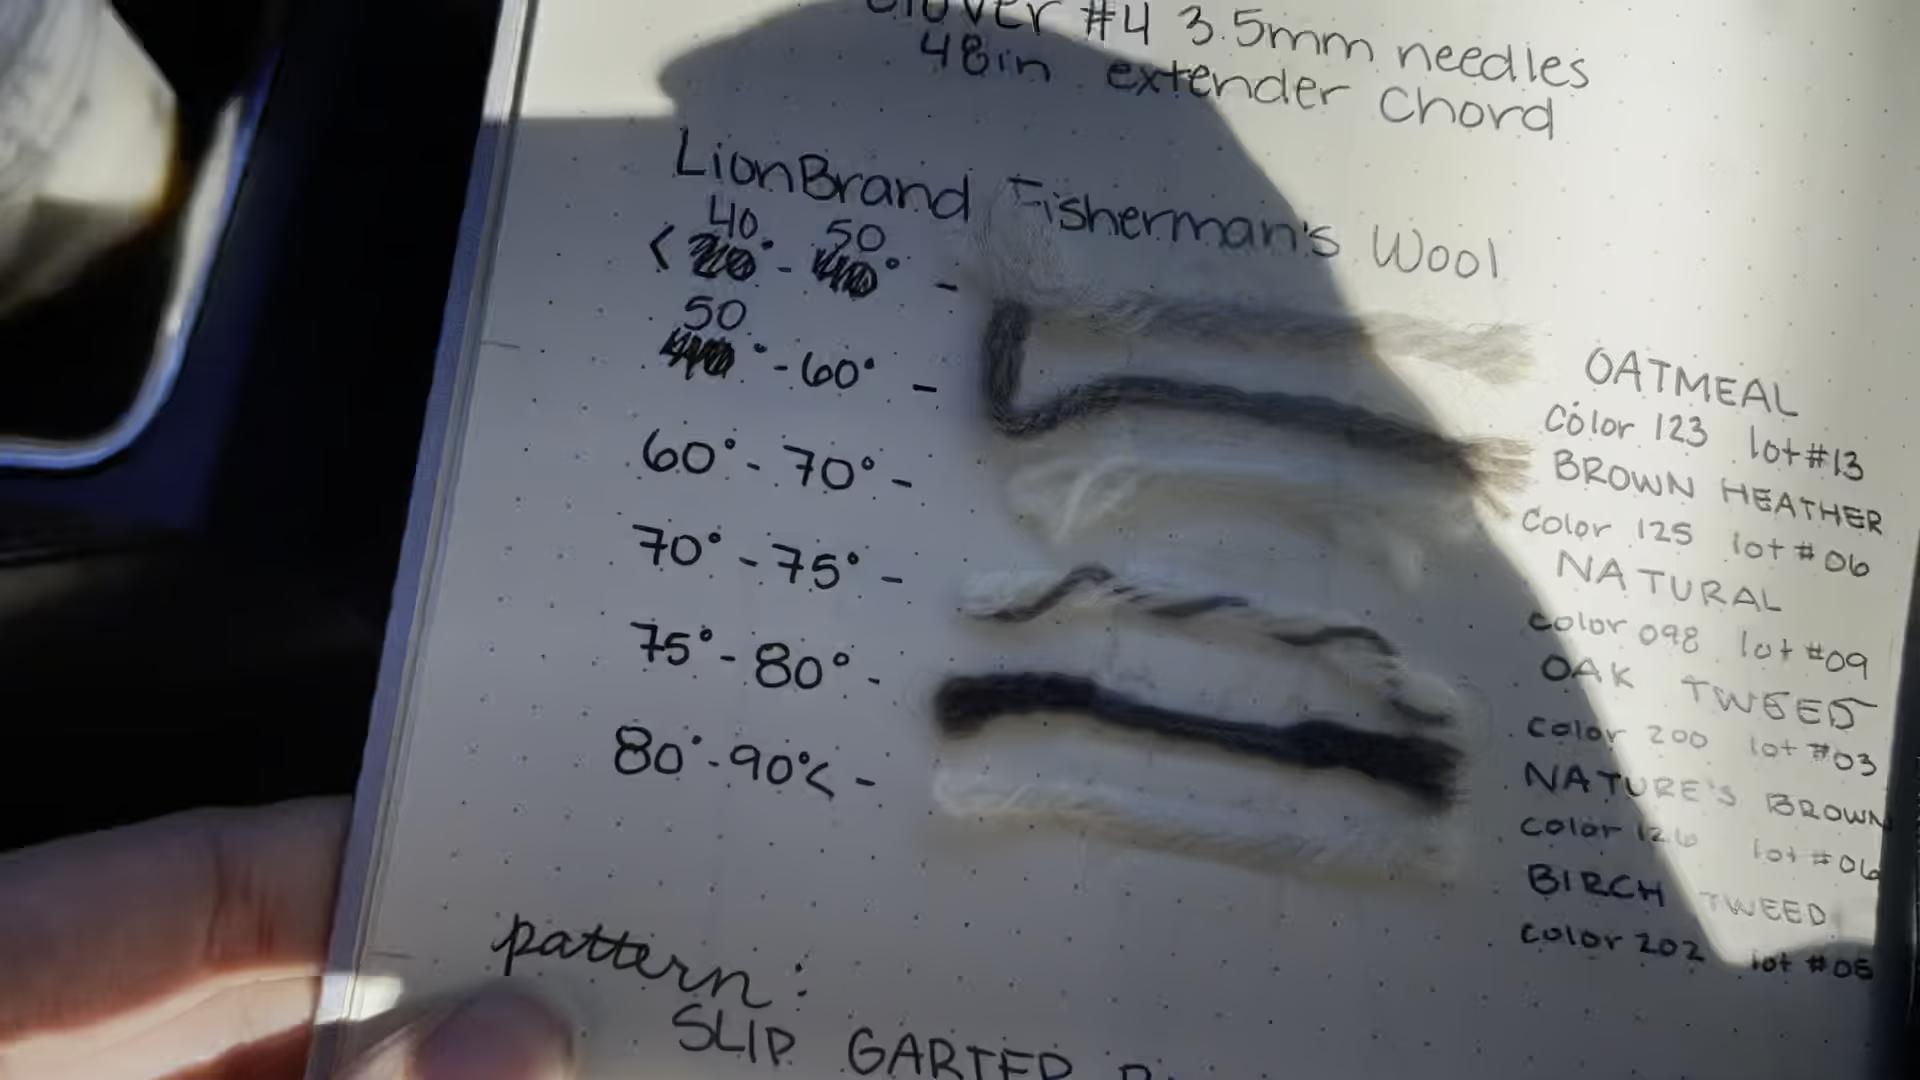 Clover #4 3.5mm needles
48in extender Chord
LionBrand Fisherman's Wool
40 50
< 20° - 40° -
50
40° - 60° -
60° - 70° -
70° - 75° -
75° - 80° -
80° - 90°< -
OATMEAL
Color 123 lot #13
BROWN HEATHER
Color 125 lot #06
NATURAL
color 098 lot #09
OAK TWEED
color 200 lot #03
NATURE'S BROWN
color 126 lot #06
BIRCH TWEED
color 202 lot #05
pattern:
SLIP GARTER